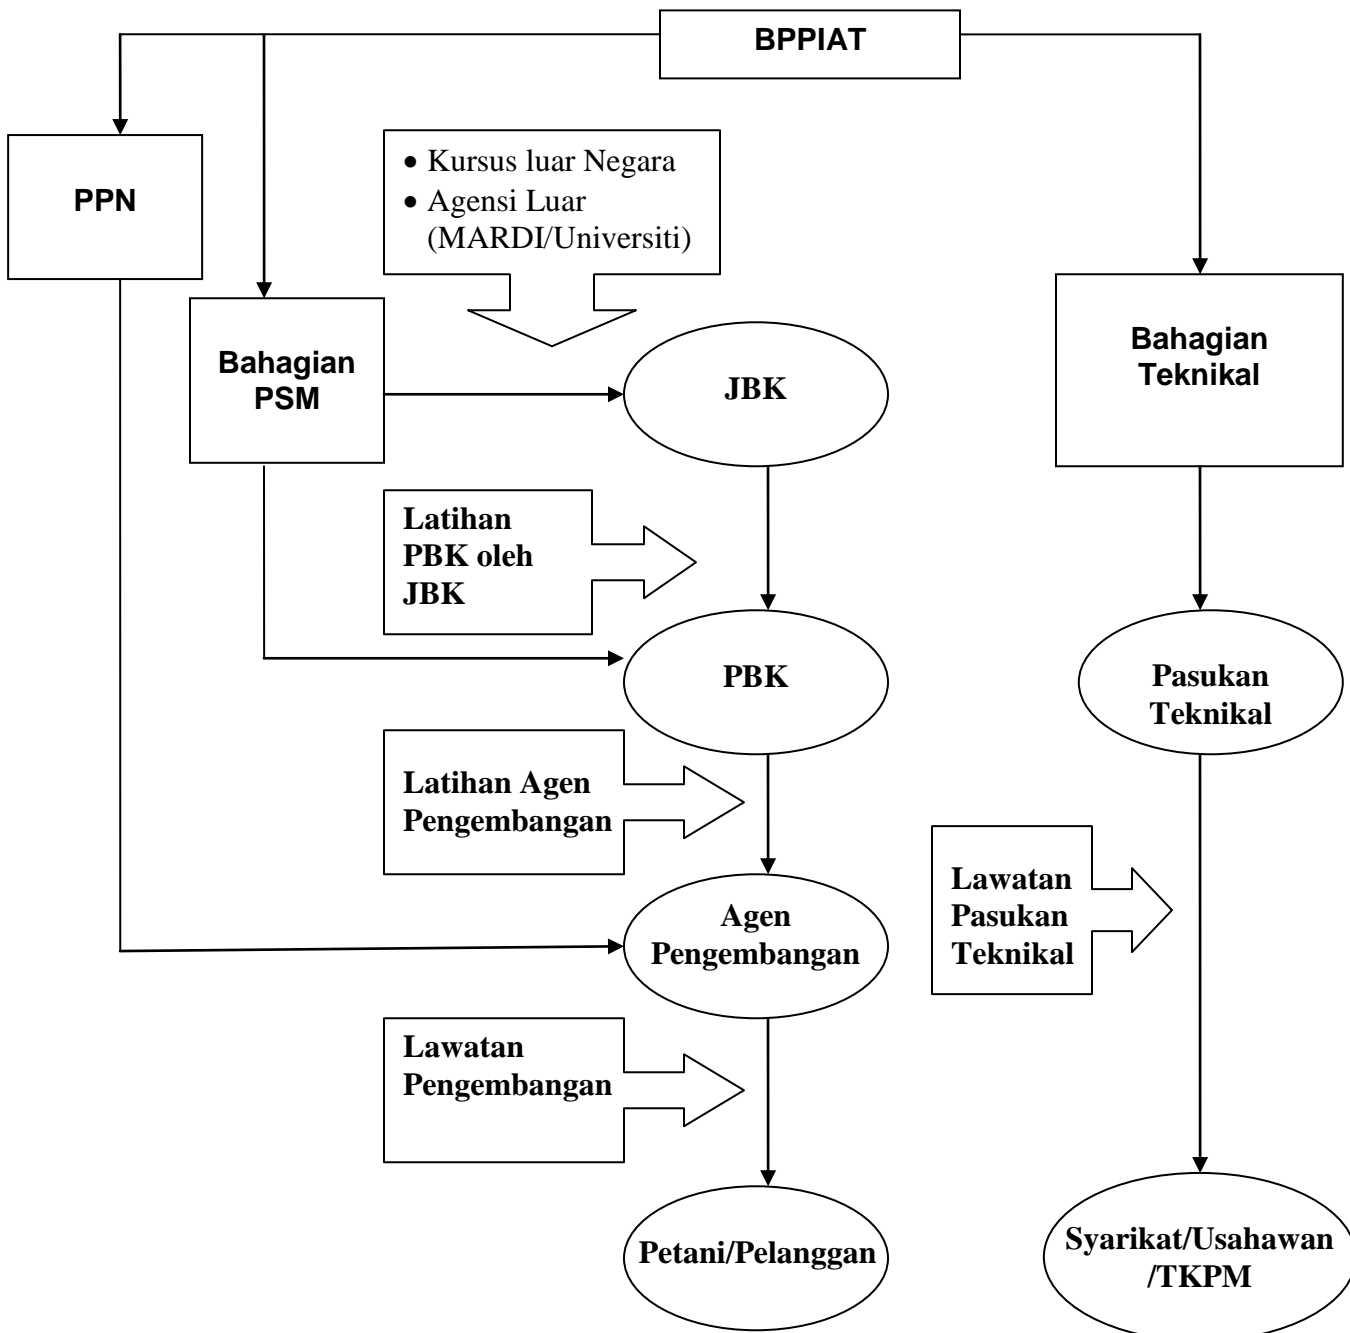 BPPIAT
PPN
• Kursus luar Negara
• Agensi Luar
(MARDI/Universiti)
Bahagian
PSM
JBK
Bahagian
Teknikal
Latihan
PBK oleh
JBK
PBK
Pasukan
Teknikal
Latihan Agen
Pengembangan
Lawatan
Pasukan
Teknikal
Agen
Pengembangan
Lawatan
Pengembangan
Petani/Pelanggan
Syarikat/Usahawan
/TKPM